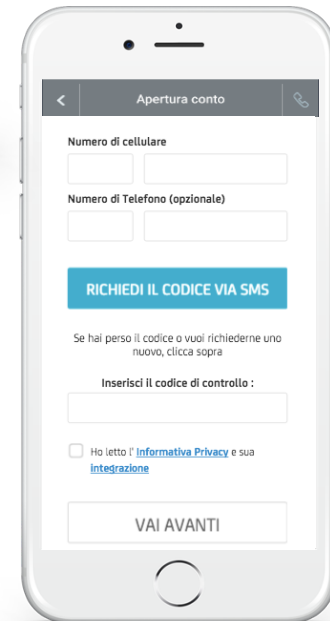 Apertura conto
Numero di cellulare
Numero di Telefono (opzionale)
RICHIEDI IL CODICE VIA SMS
Se hai perso il codice o vuoi richiederne uno
nuovo, clicca sopra
Inserisci il codice di controllo :
Ho letto l' Informativa Privacy e sua
integrazione
VAI AVANTI